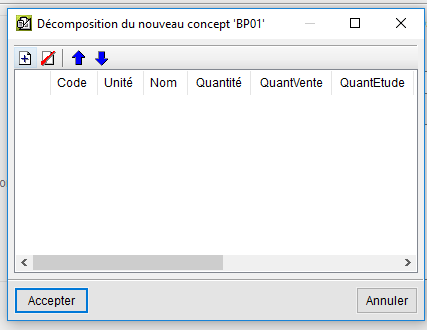 Décomposition du nouveau concept 'BP01'
Code Unité Nom Quantité QuantVente QuantEtude
Accepter Annuler